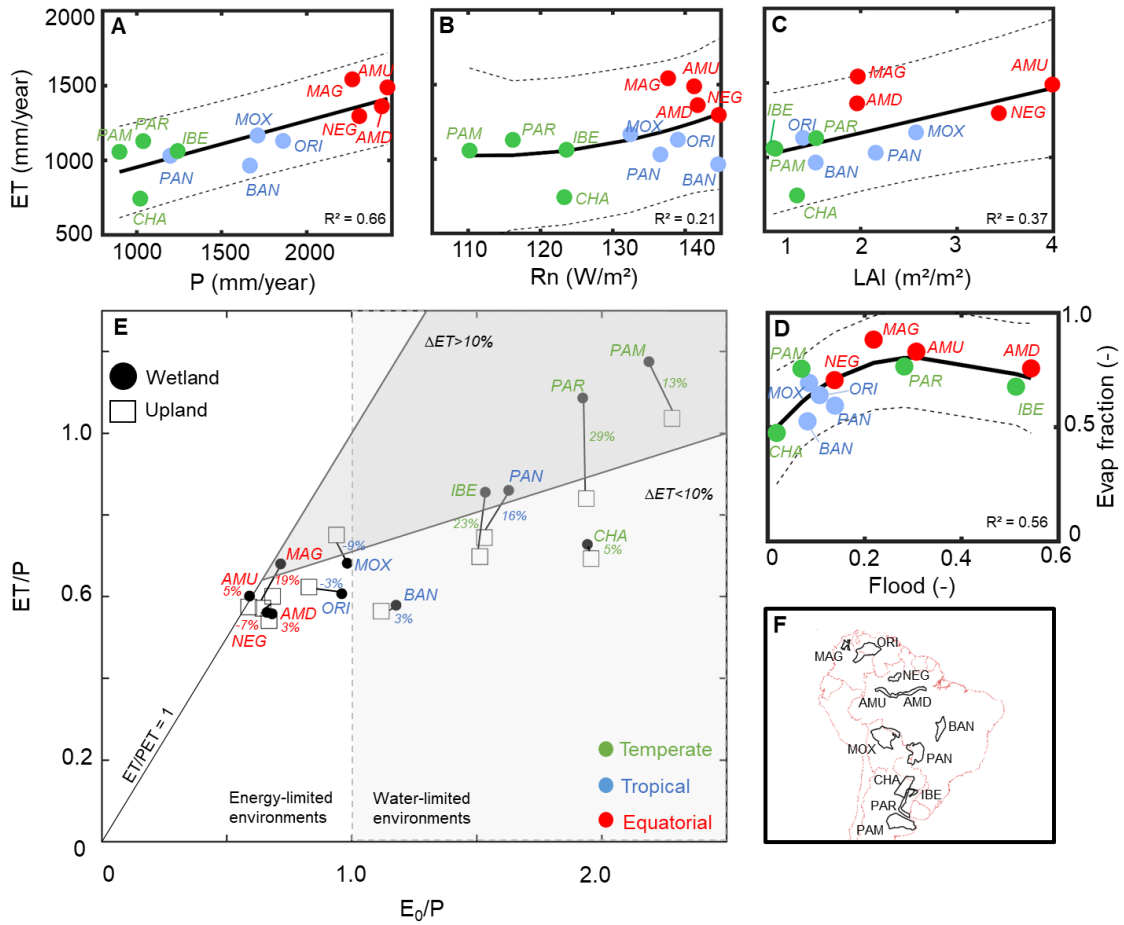 A
2000
1500
1000
500
ET (mm/year)
PAM
PAR
CHA
IBE
PAN
MOX
BAN
ORI
MAG
AMU
NEG
AMD
R² = 0.66
1000
1500
2000
P (mm/year)
B
PAM
PAR
IBE
CHA
MAG
AMU
NEG
AMD
MOX
ORI
PAN
BAN
R² = 0.21
110
120
130
140
Rn (W/m²)
C
IBE
ORI
PAR
PAM
BAN
CHA
MAG
AMD
MOX
PAN
AMU
NEG
R² = 0.37
1
2
3
4
LAI (m²/m²)
D
PAM
MOX
CHA
NEG
ORI
PAN
BAN
MAG
AMU
PAR
AMD
IBE
R² = 0.56
1.0
0.5
0
Evap fraction (-)
0
0.2
0.4
0.6
Flood (-)
E
Wetland
Upland
ΔET>10%
ΔET<10%
PAM
13%
PAR
29%
IBE
23%
PAN
16%
CHA
5%
MAG
19%
-9%
MOX
AMU
5%
-3%
ORI
BAN
3%
-7%
NEG
AMD
3%
ET/PET = 1
Energy-limited
environments
Water-limited
environments
Temperate
Tropical
Equatorial
1.0
0.6
0.2
0
ET/P
0
1.0
2.0
E₀/P
F
MAG
ORI
NEG
AMU
AMD
BAN
MOX
PAN
CHA
IBE
PAR
PAM